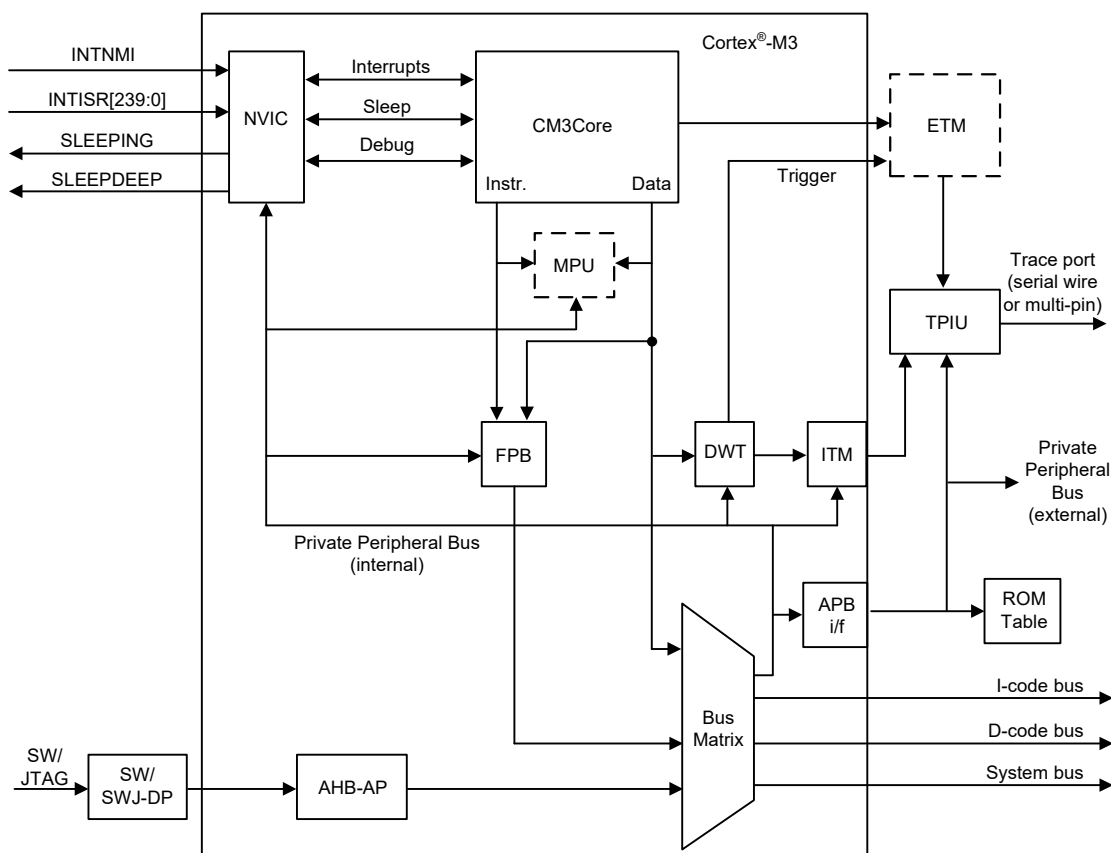 Cortex®-M3
INTNMI
INTISR[239:0]
SLEEPING
SLEEPDEEP
NVIC
Interrupts
Sleep
Debug
CM3Core
Instr.
Data
ETM
Trigger
MPU
Trace port
(serial wire
or multi-pin)
TPIU
FPB
DWT
ITM
Private
Peripheral
Bus
(external)
Private Peripheral Bus
(internal)
APB
i/f
ROM
Table
Bus
Matrix
I-code bus
D-code bus
System bus
SW/
JTAG
SW/
SWJ-DP
AHB-AP